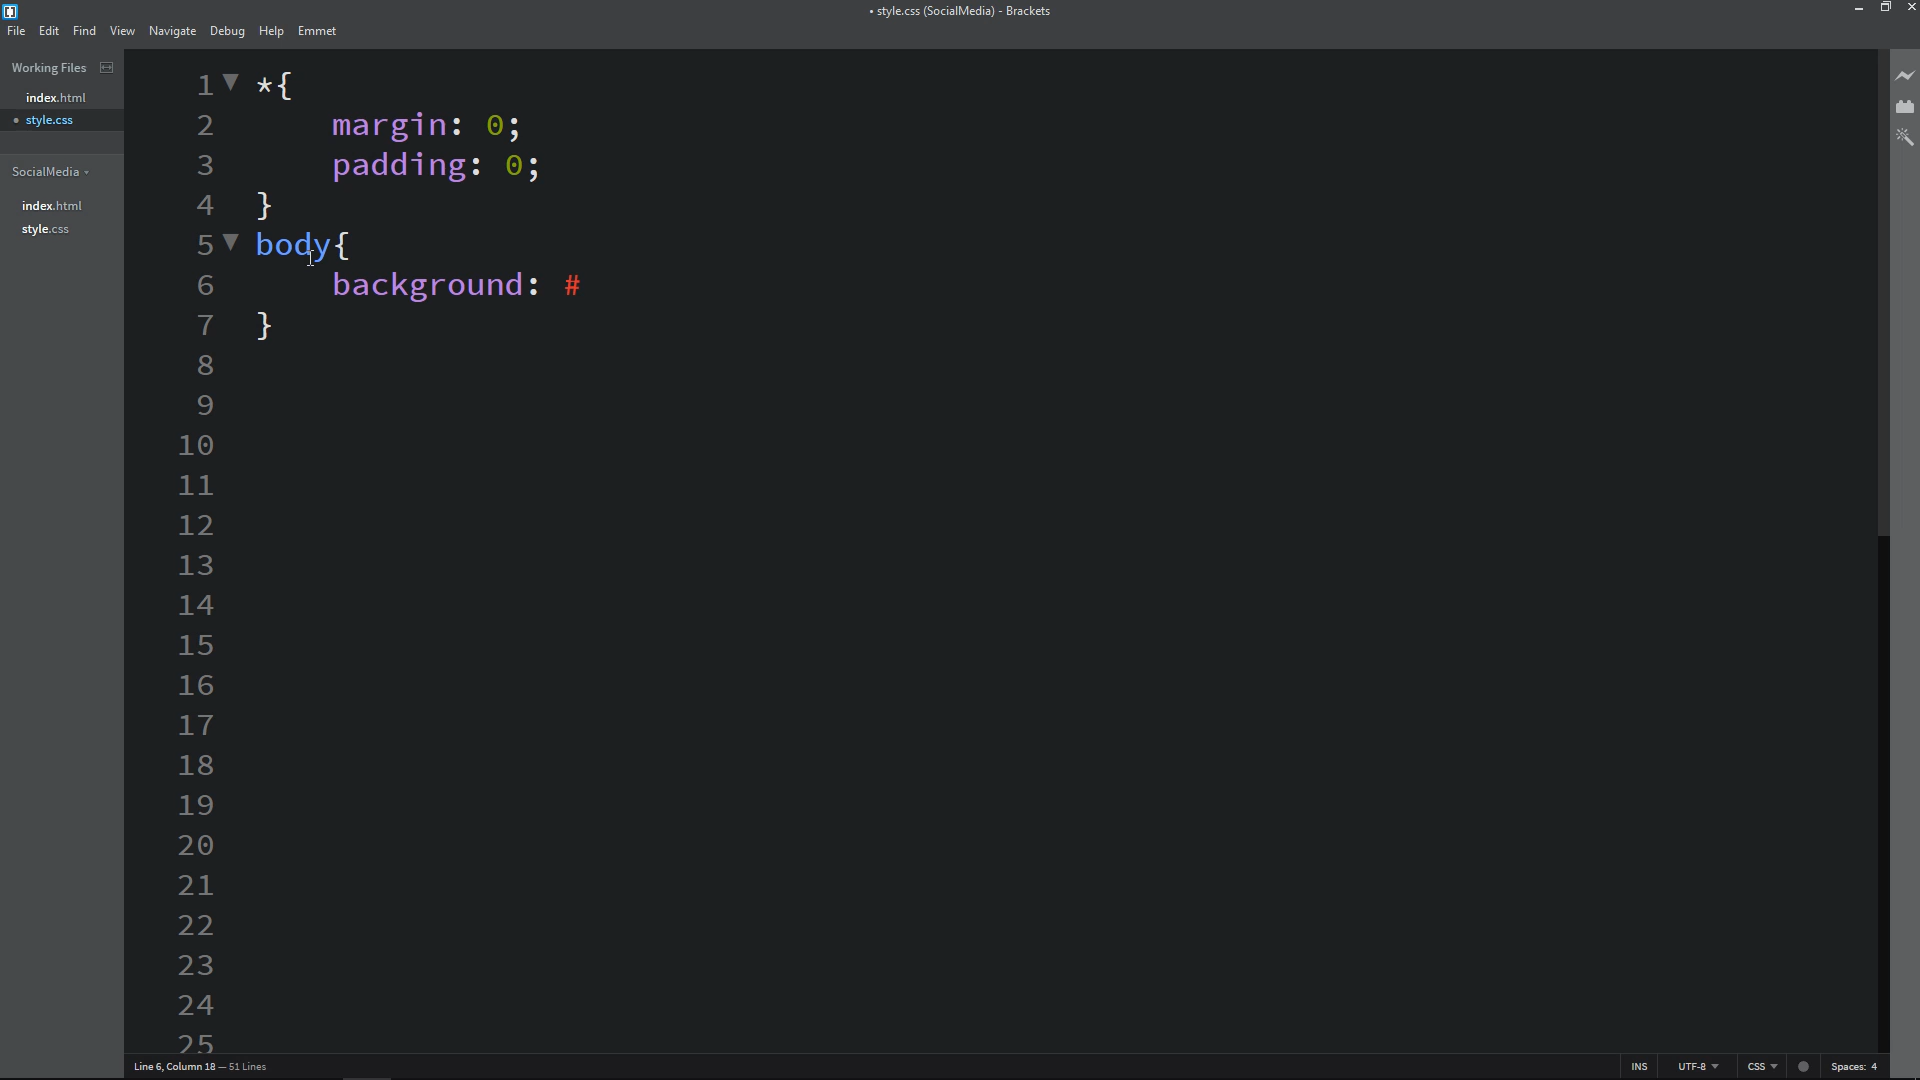 • style.css (SocialMedia) - Brackets
File Edit Find View Navigate Debug Help Emmet
Working Files
index.html
• style.css
SocialMedia
index.html
style.css
1 *{
2 margin: 0;
3 padding: 0;
4 }
5 body{
6 background: #
7 }
8
9
10
11
12
13
14
15
16
17
18
19
20
21
22
23
24
25
Line 6, Column 18 — 51 Lines
INS UTF-8 CSS Spaces: 4